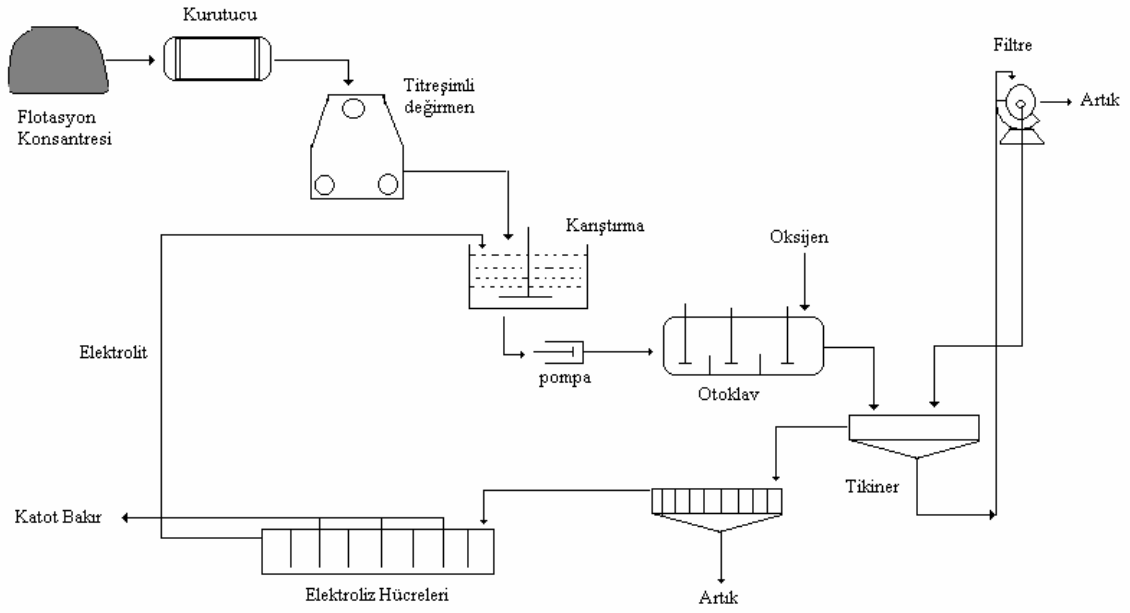 Kurutucu
Flotasyon
Konsantresi
Titreşimli
değirmen
Filtre
Artık
Karıştırma
Oksijen
Elektrolit
pompa
Otoklav
Tikiner
Katot Bakır
Elektroliz Hücreleri
Artık